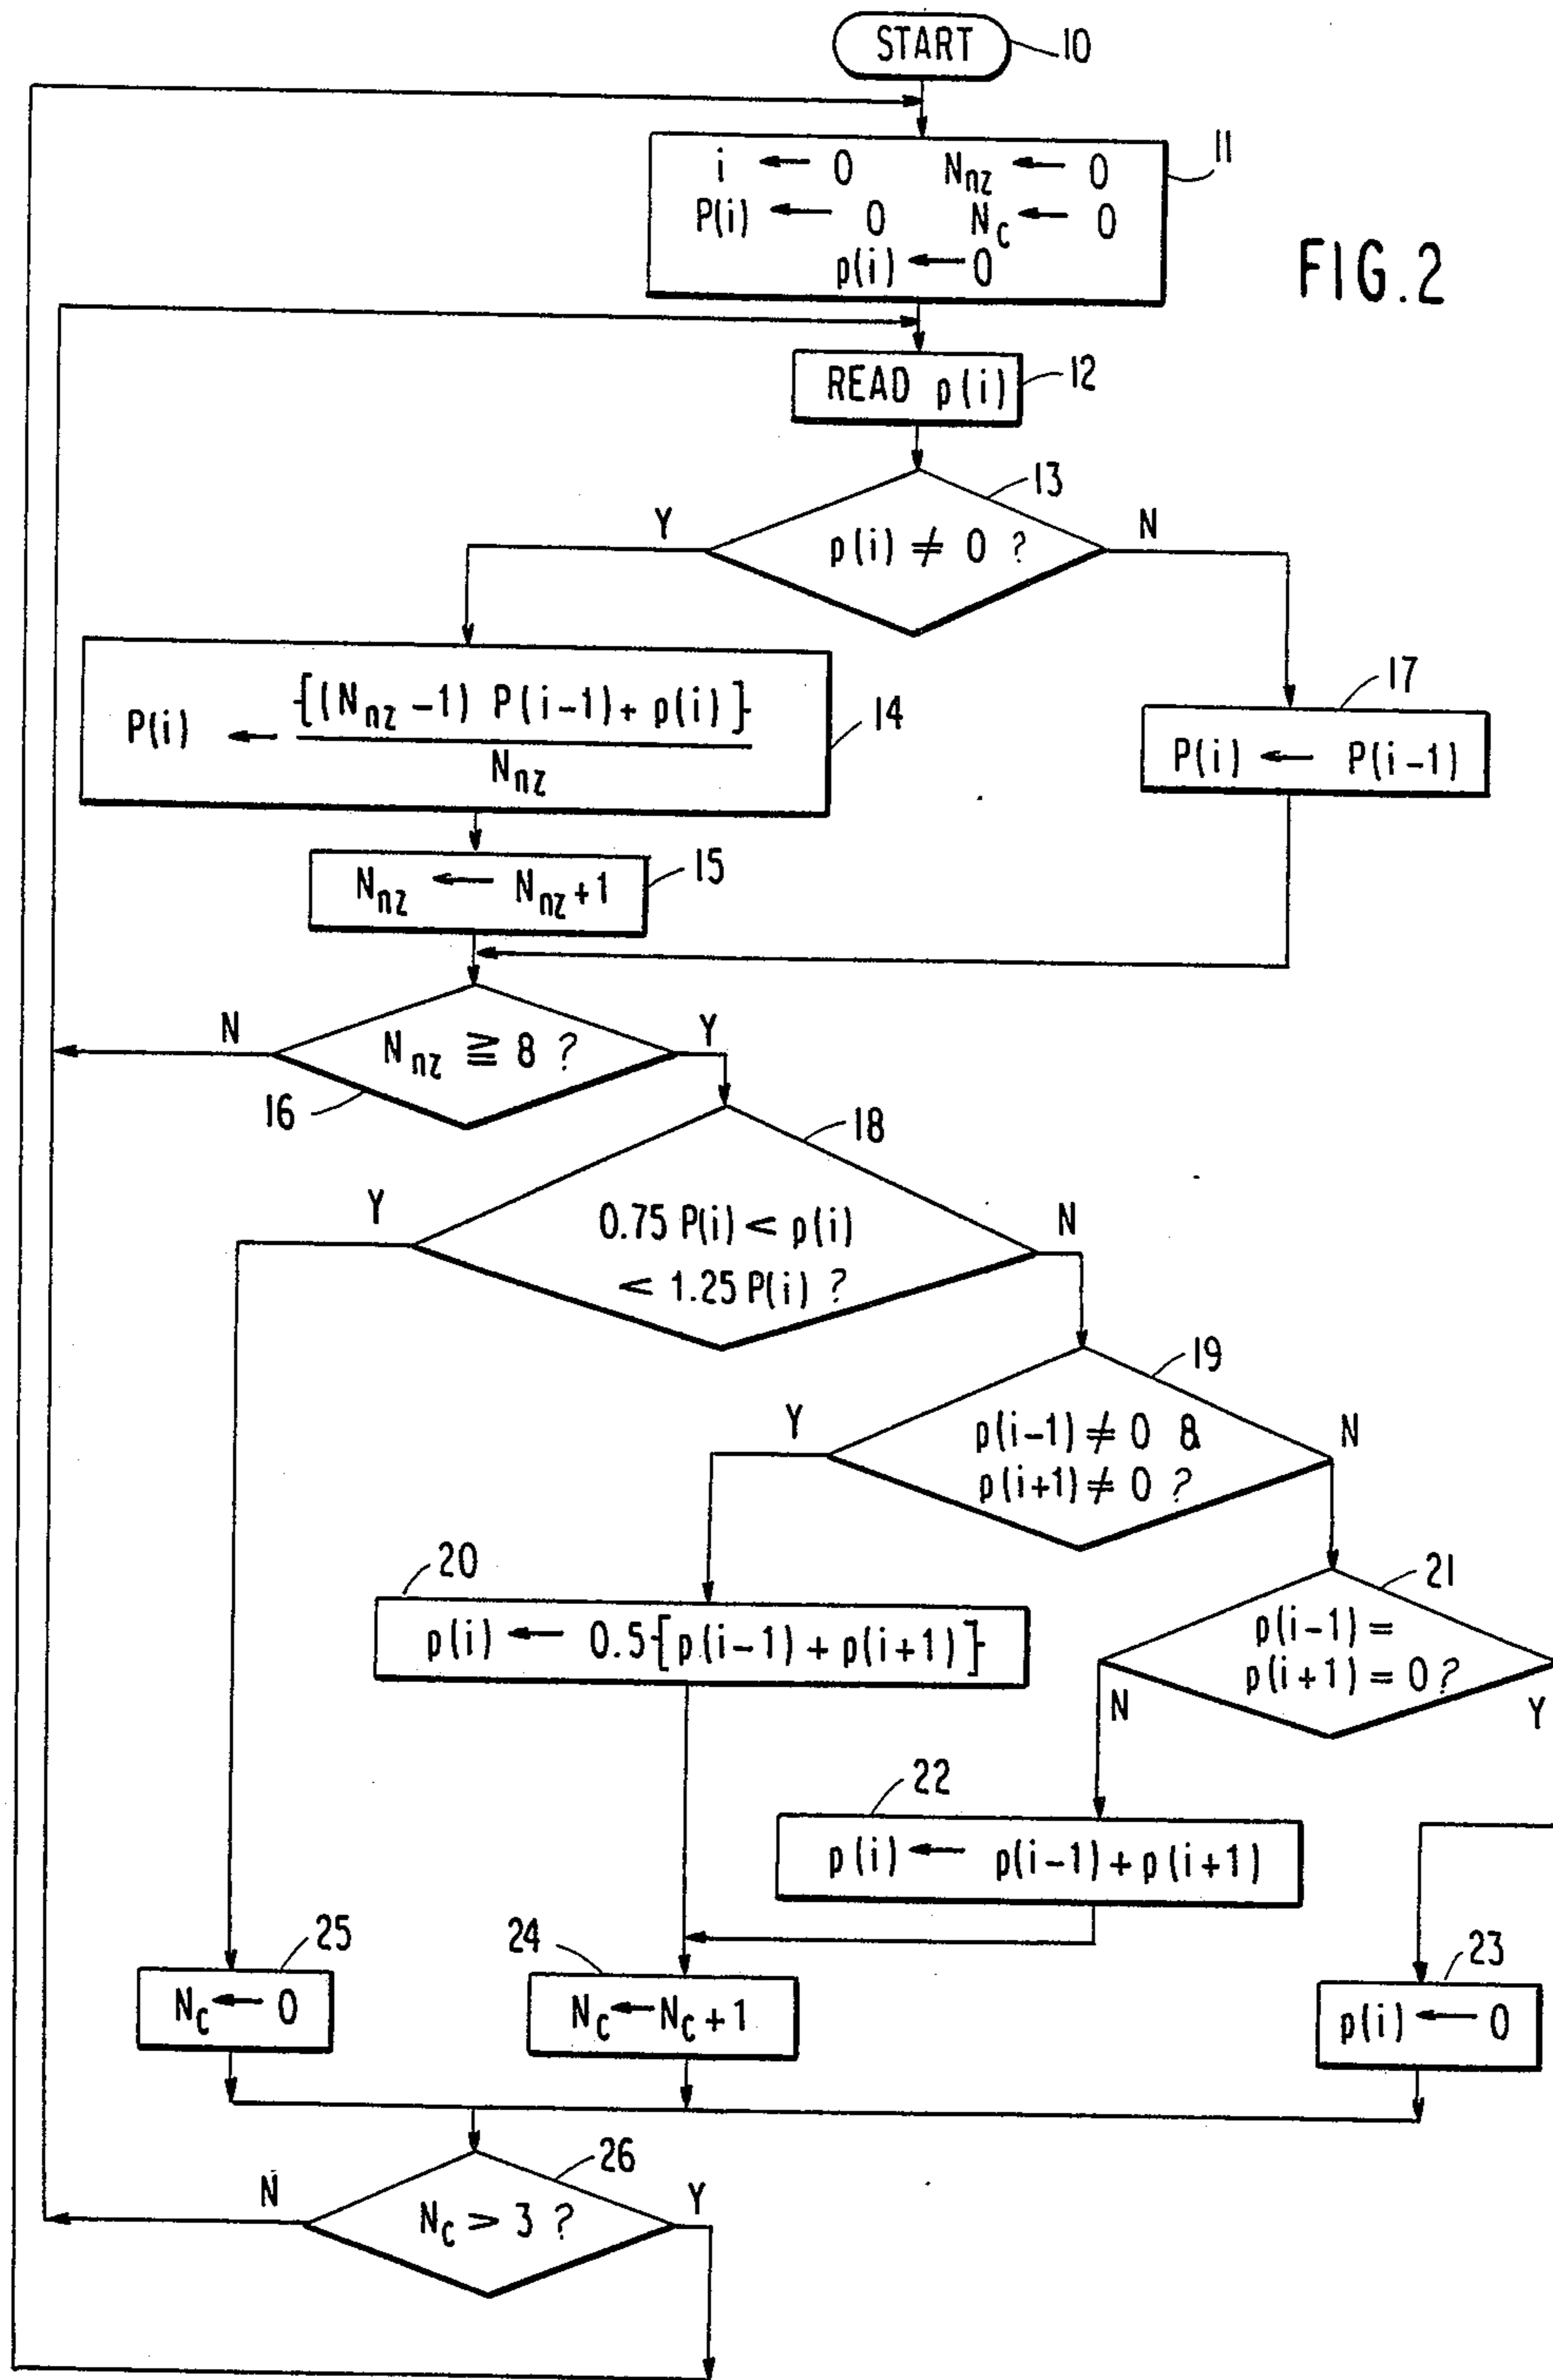 START 10
11
i ← 0 Nnz ← 0
P(i) ← 0 Nc ← 0
p(i) ← 0
FIG.2
READ p(i) 12
13
Y N
p(i) ≠ 0 ?
17
14
P(i) ← {(Nnz -1) P(i-1)+ p(i)}
Nnz
P(i) ← P(i-1)
15
Nnz ← Nnz+1
N Y
Nnz ≧ 8 ?
16
18
Y N
0.75 P(i) < p(i)
< 1.25 P(i) ?
19
Y N
p(i-1) ≠ 0 &
p(i+1) ≠ 0 ?
20
21
p(i) ← 0.5{p(i-1) + p(i+1)}
p(i-1) =
p(i+1) = 0 ?
N Y
22
p(i) ← p(i-1)+p(i+1)
25 24 23
Nc ← 0
Nc ← Nc+1
p(i) ← 0
26
N Y
Nc > 3 ?